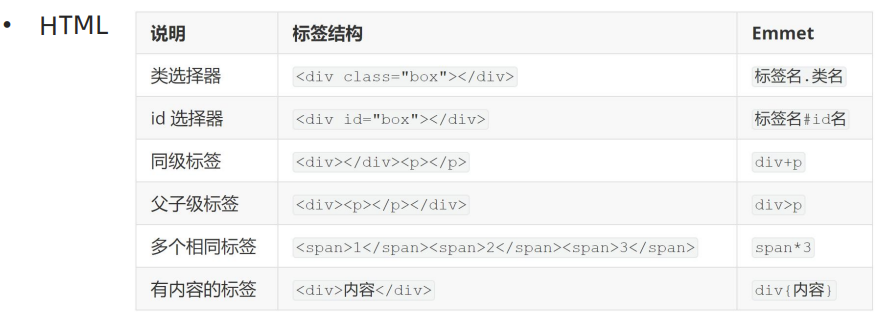 • HTML
说明 标签结构 Emmet
类选择器 <div class="box"></div> 标签名.类名
id 选择器 <div id="box"></div> 标签名#id名
同级标签 <div></div><p></p> div+p
父子级标签 <div><p></p></div> div>p
多个相同标签 <span>1</span><span>2</span><span>3</span> span*3
有内容的标签 <div>内容</div> div{内容}